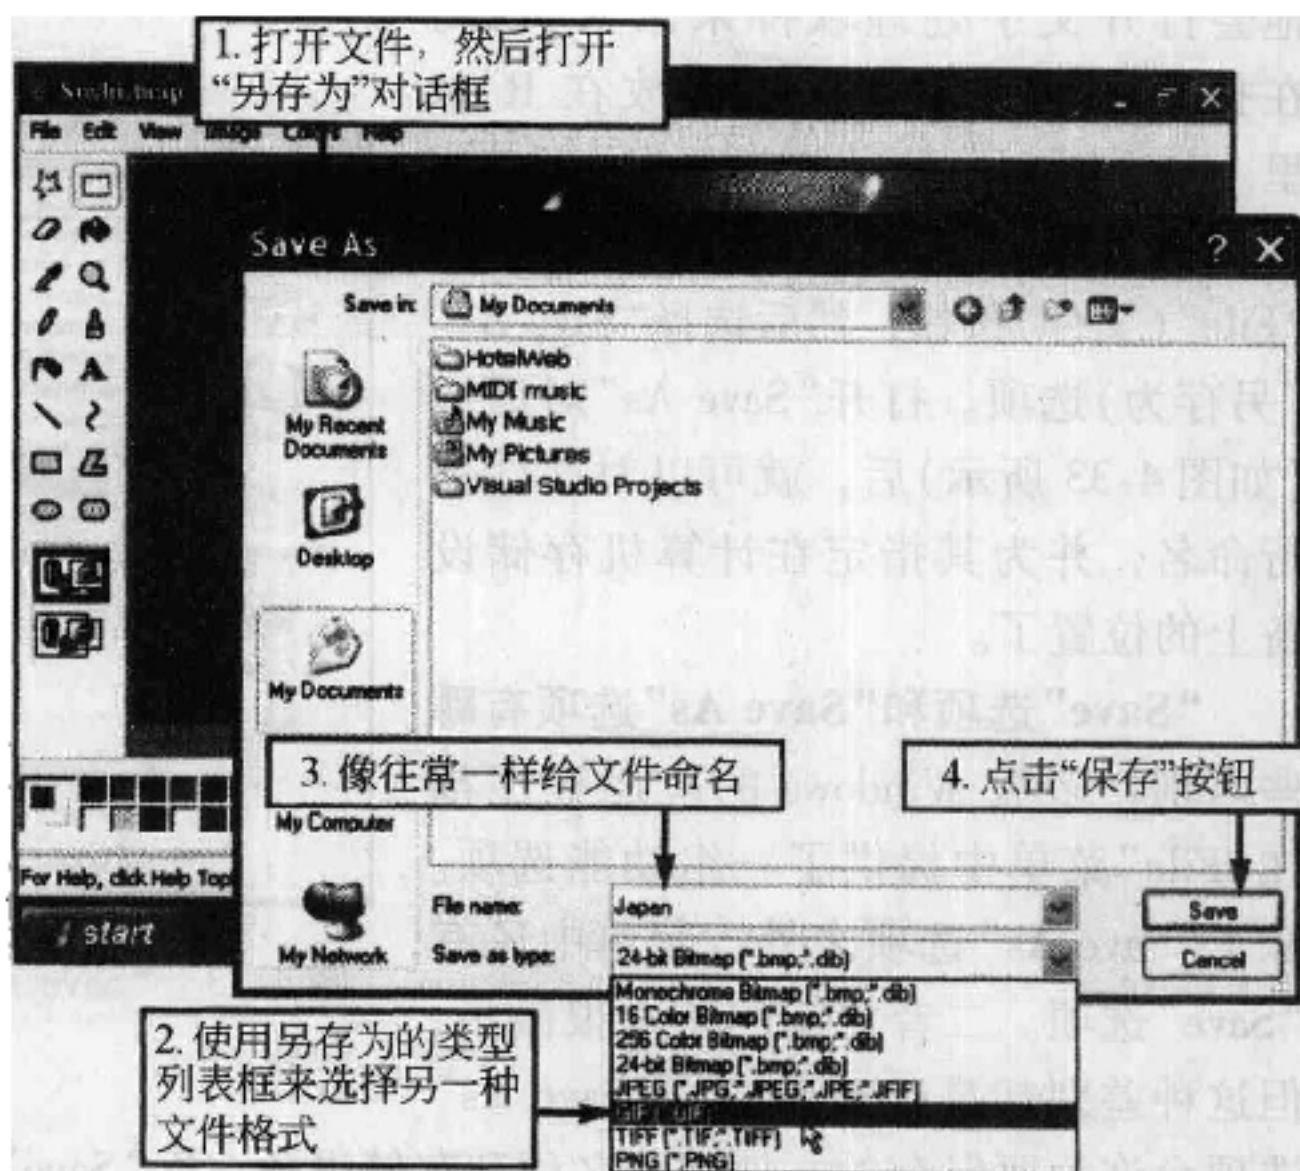 1. 打开文件，然后打开
“另存为”对话框
File Edit View Image Colors Help
Save As
Save in: My Documents
HotelWeb
MIDI music
My Music
My Pictures
Visual Studio Projects
My Recent
Documents
Desktop
My Documents
3. 像往常一样给文件命名
4. 点击“保存”按钮
My Computer
For Help, click Help Top
start
My Network
File name: Japan
Save
Save as type: 24-bit Bitmap (*.bmp;*.dib)
Cancel
Monochrome Bitmap (*.bmp;*.dib)
16 Color Bitmap (*.bmp;*.dib)
256 Color Bitmap (*.bmp;*.dib)
24-bit Bitmap (*.bmp;*.dib)
JPEG (*.JPG;*.JPEG;*.JPE;*.JFIF)
TIFF (*.TIF;*.TIFF)
PNG (*.PNG)
2. 使用另存为的类型
列表框来选择另一种
文件格式